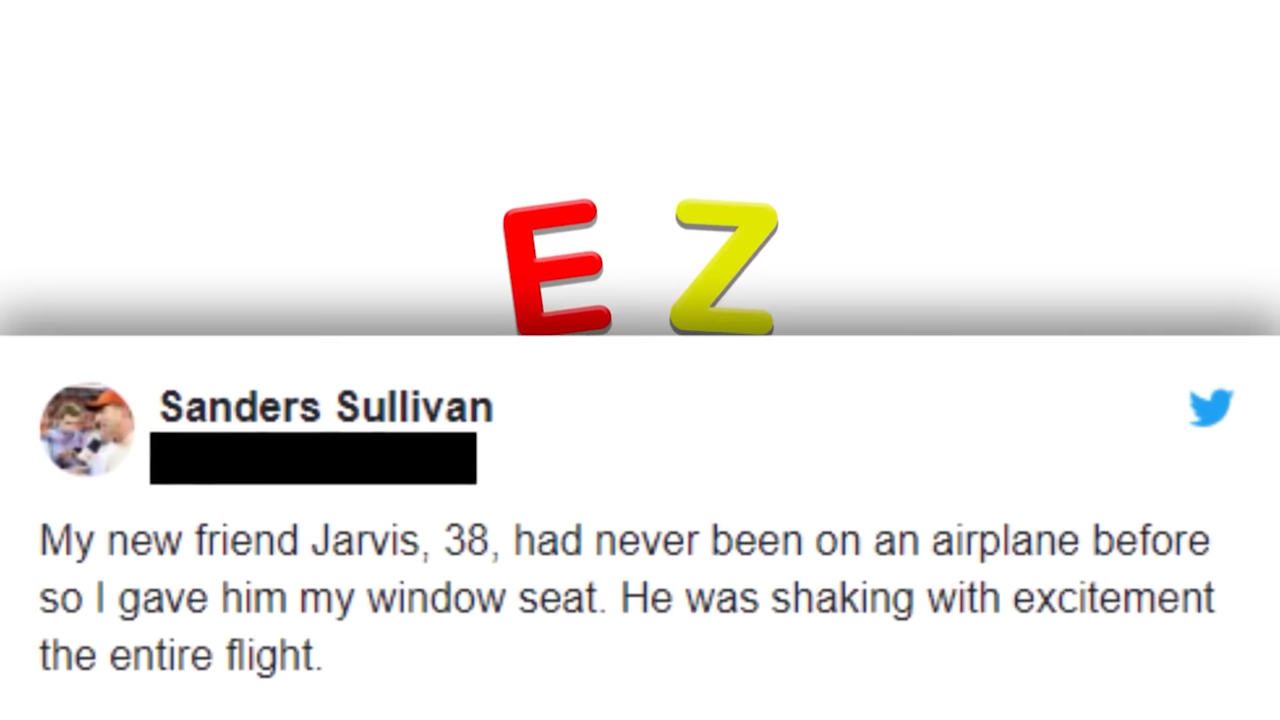 E Z
Sanders Sullivan
My new friend Jarvis, 38, had never been on an airplane before
so I gave him my window seat. He was shaking with excitement
the entire flight.